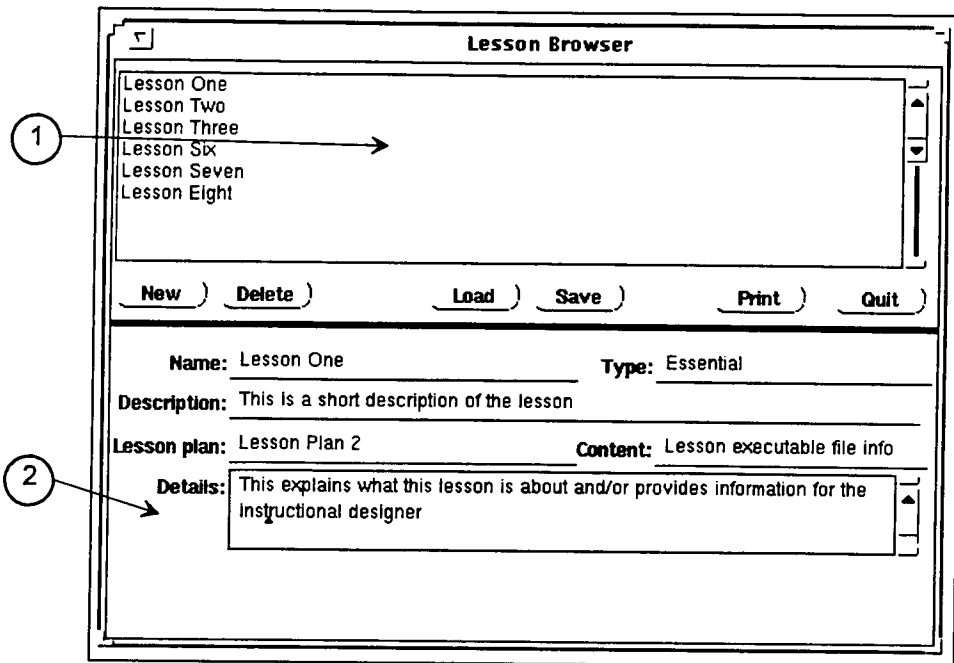 Lesson Browser
Lesson One
Lesson Two
Lesson Three
Lesson Six
Lesson Seven
Lesson Eight
1
New Delete Load Save Print Quit
Name: Lesson One Type: Essential
Description: This is a short description of the lesson
Lesson plan: Lesson Plan 2 Content: Lesson executable file info
2
Details: This explains what this lesson is about and/or provides information for the
instructional designer